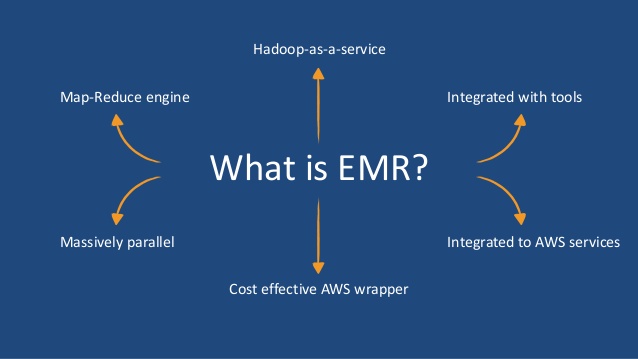 Hadoop-as-a-service
Map-Reduce engine
Integrated with tools
What is EMR?
Massively parallel
Integrated to AWS services
Cost effective AWS wrapper